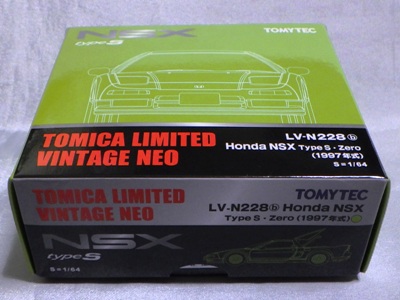 NSX
type S
TOMYTEC
TOMICA LIMITED
VINTAGE NEO
LV-N228 ⓑ
Honda NSX Type S・Zero
(1997年式)
S=1/64
TOMICA LIMITED
VINTAGE NEO
TOMYTEC
LV-N228 ⓑ Honda NSX
Type S・Zero (1997年式)
NSX
type S
S=1/64